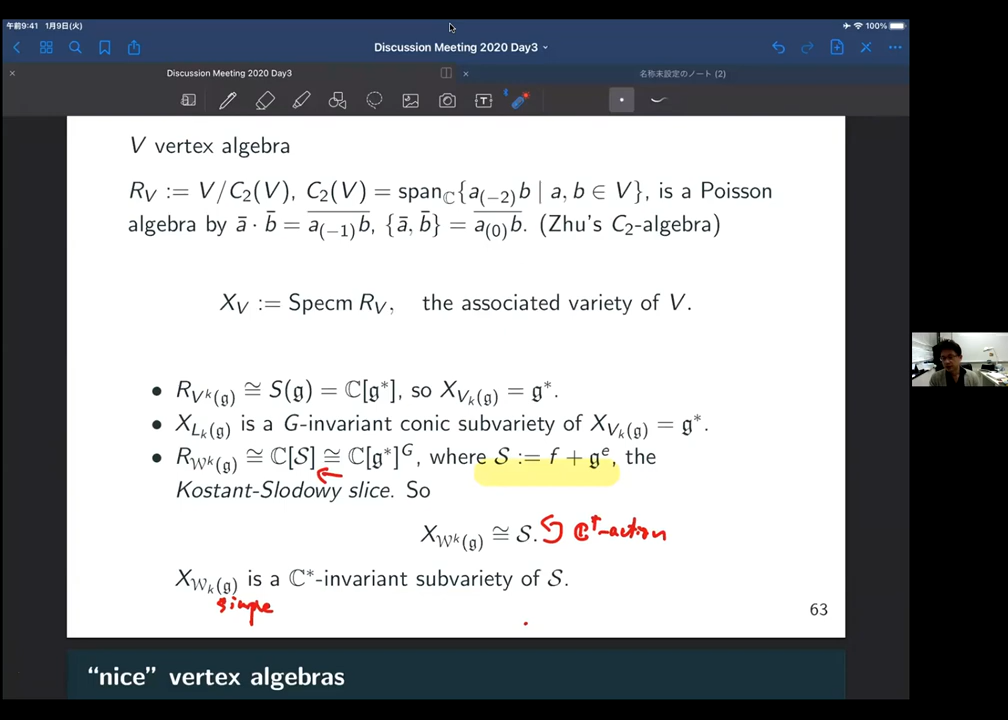 午前9:41 1月9日(火)
100%
Discussion Meeting 2020 Day3
Discussion Meeting 2020 Day3
名称未設定のノート (2)
V vertex algebra
R_V := V/C_2(V), C_2(V) = span_ℂ{a_(−2)b | a, b ∈ V}, is a Poisson
algebra by ā · b̄ = \overline{a_(−1)b}, {ā, b̄} = \overline{a_(0)b}. (Zhu's C_2-algebra)
X_V := Specm R_V, the associated variety of V.
• R_{V^k(𝔤)} ≅ S(𝔤) = ℂ[𝔤*], so X_{V_k(𝔤)} = 𝔤*.
• X_{L_k(𝔤)} is a G-invariant conic subvariety of X_{V_k(𝔤)} = 𝔤*.
• R_{W^k(𝔤)} ≅ ℂ[𝒮] ≅ ℂ[𝔤*]^G, where 𝒮 := f + 𝔤^e, the
Kostant-Slodowy slice. So
X_{𝒲^k(𝔤)} ≅ 𝒮. ℂ*-action
X_{𝒲_k(𝔤)} is a ℂ*-invariant subvariety of 𝒮.
simple
63
"nice" vertex algebras